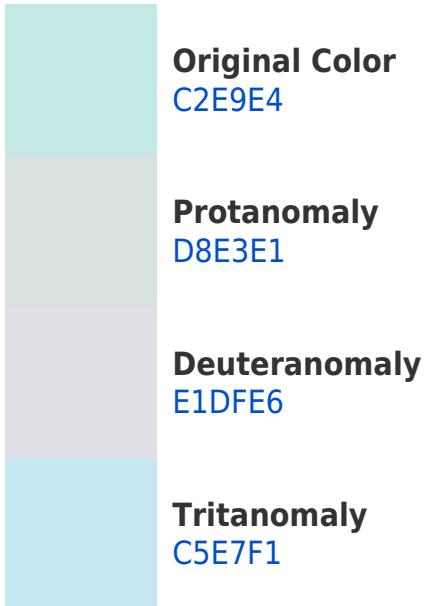 Original Color
C2E9E4
Protanomaly
D8E3E1
Deuteranomaly
E1DFE6
Tritanomaly
C5E7F1